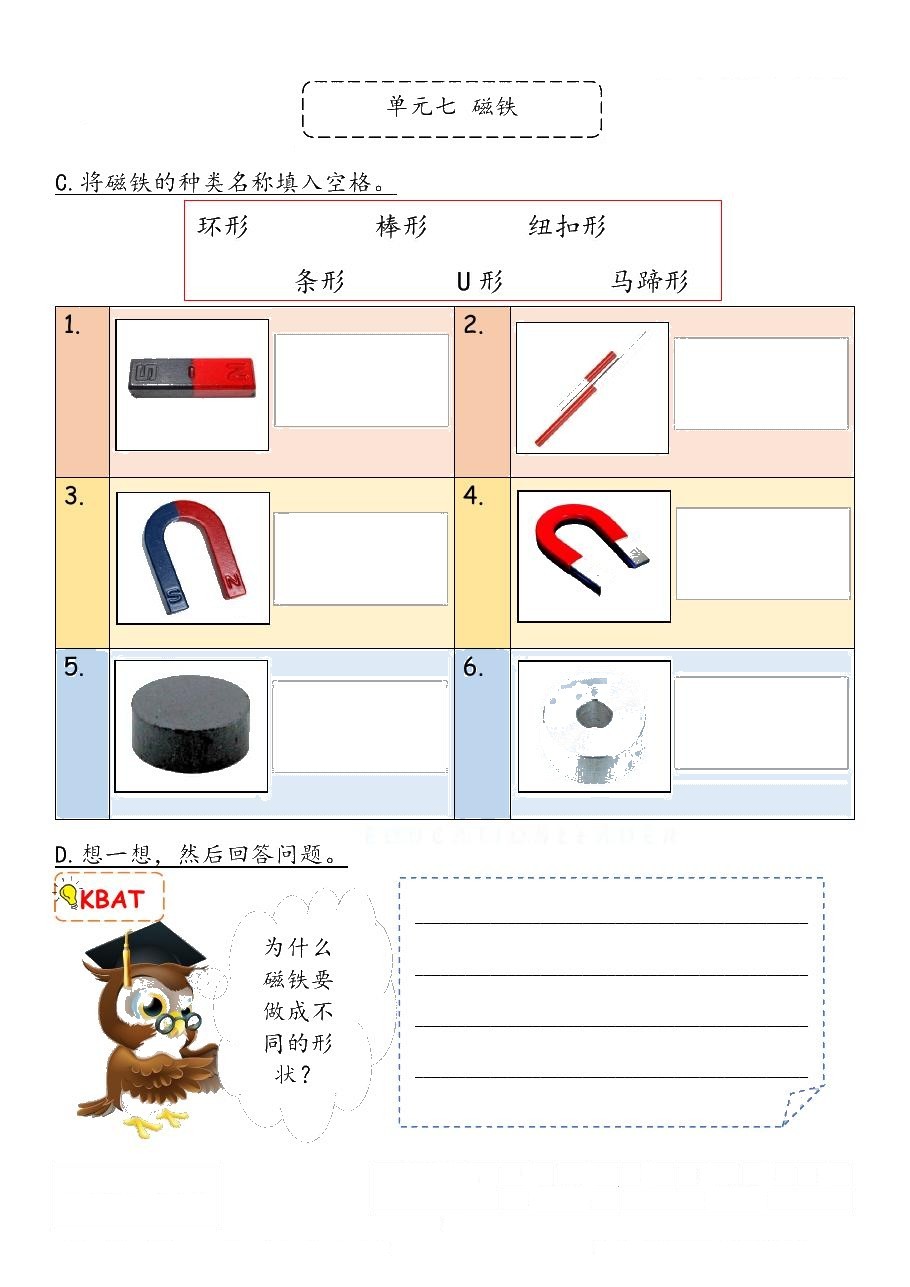 单元七 磁铁
C. 将磁铁的种类名称填入空格。
环形 棒形 纽扣形
条形 U 形 马蹄形
1.
S N
2.
3.
S N
4.
5.
6.
EDUCATIONLEADER
D. 想一想，然后回答问题。
KBAT
为什么
磁铁要
做成不
同的形
状？